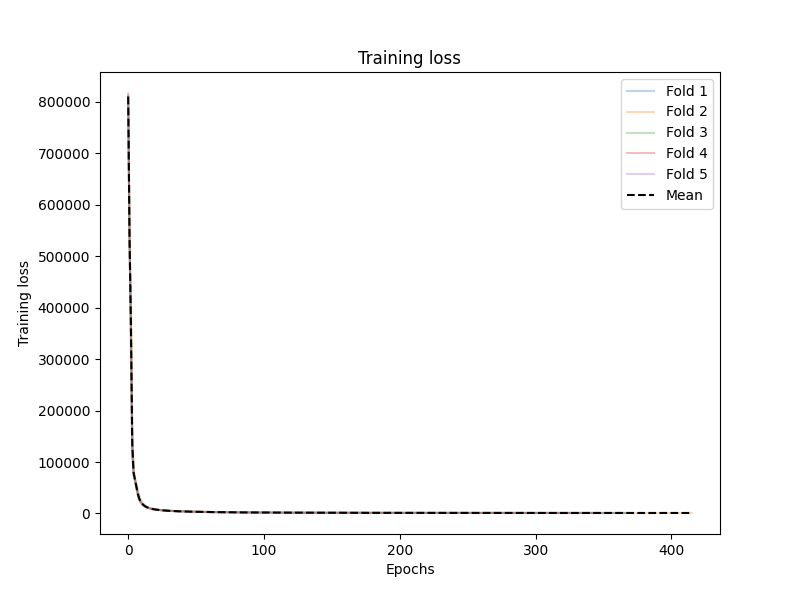 Training loss
Fold 1
Fold 2
Fold 3
Fold 4
Fold 5
Mean
Training loss
800000
700000
600000
500000
400000
300000
200000
100000
0
0 100 200 300 400
Epochs